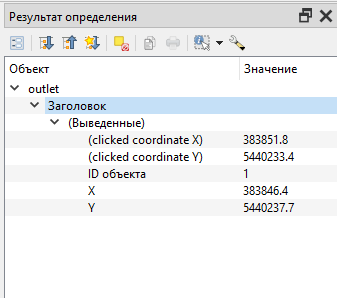 Результат определения
Объект Значение
outlet
Заголовок
(Выведенные)
(clicked coordinate X) 383851.8
(clicked coordinate Y) 5440233.4
ID объекта 1
X 383846.4
Y 5440237.7